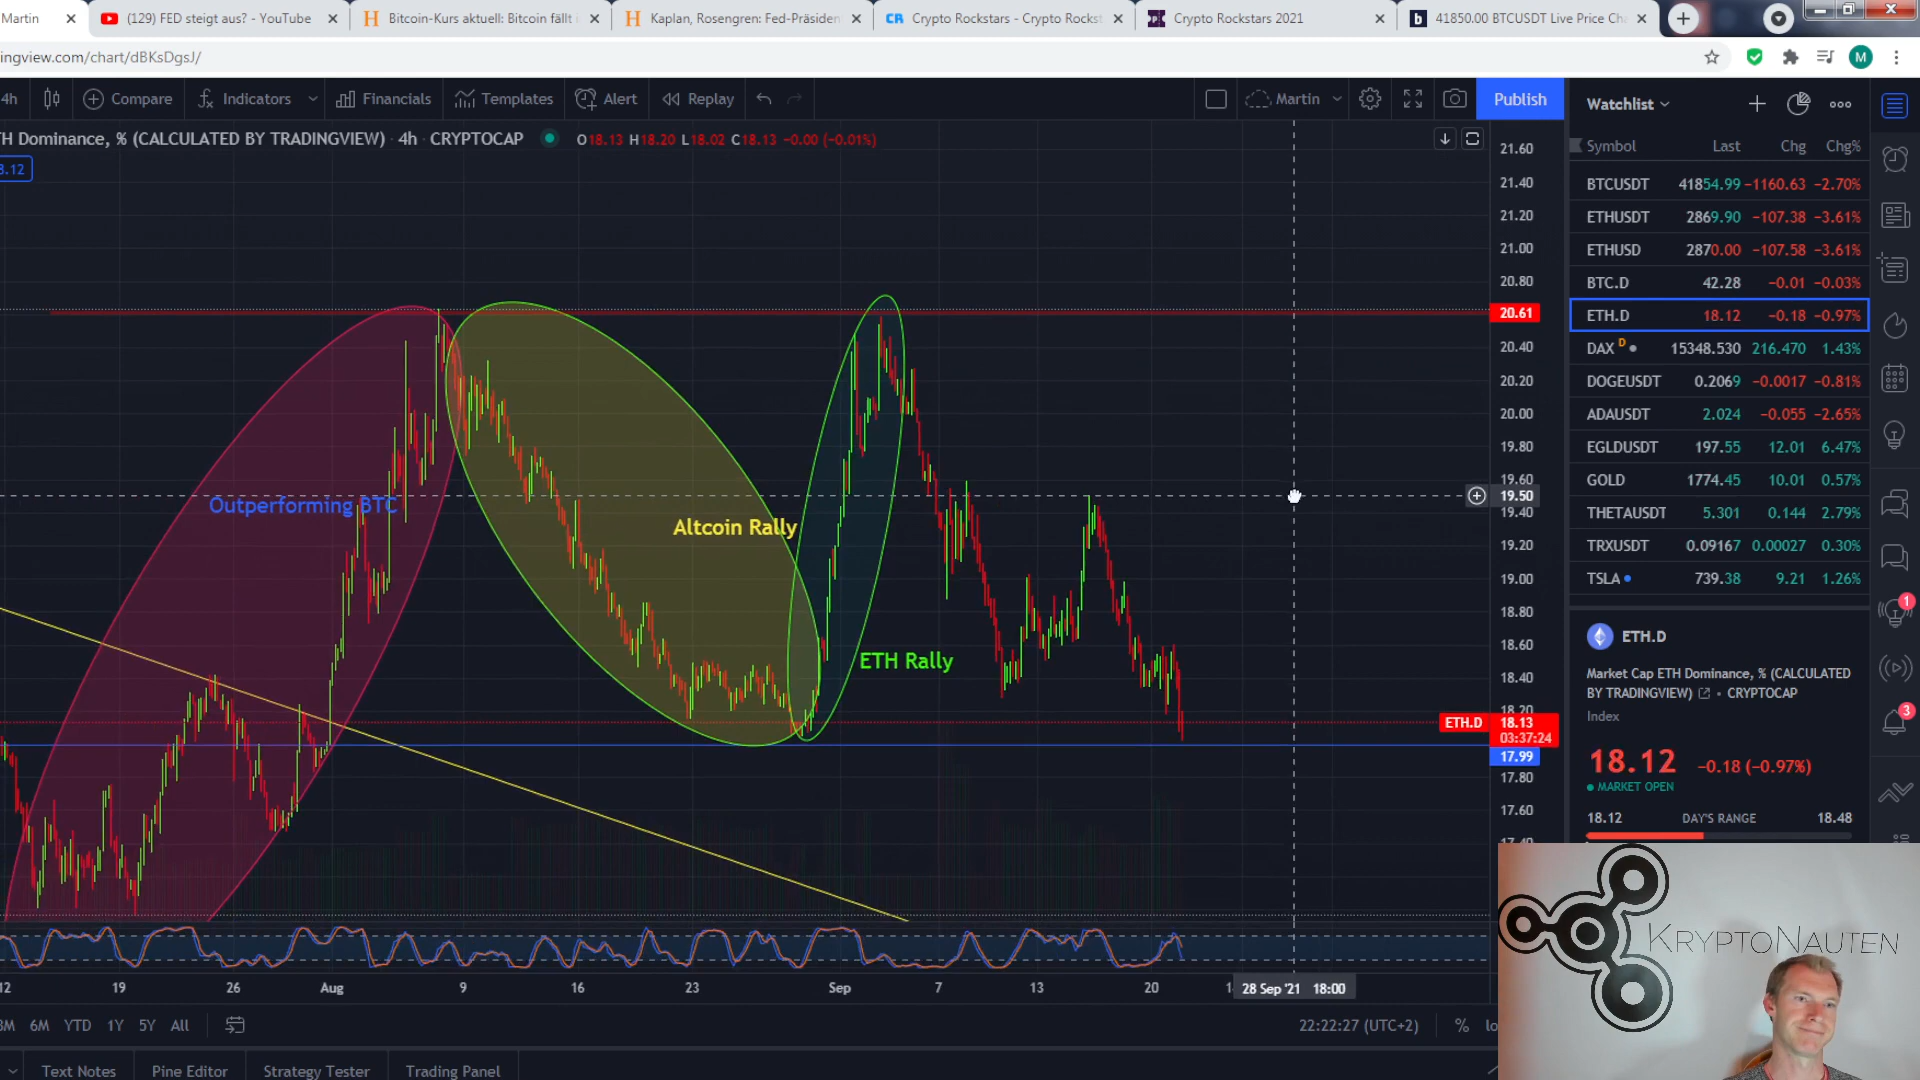 Martin
(129) FED steigt aus? - YouTube
Bitcoin-Kurs aktuell: Bitcoin fällt
Kaplan, Rosengren: Fed-Präsiden
Crypto Rockstars - Crypto Rockst
Crypto Rockstars 2021
41850.00 BTCUSDT Live Price Ch
ingview.com/chart/dBKsDgsJ/
M
4h Compare Indicators Financials Templates Alert Replay Martin Publish
TH Dominance, % (CALCULATED BY TRADINGVIEW) · 4h · CRYPTOCAP
O18.13 H18.20 L18.02 C18.13 −0.00 (−0.01%)
8.12
21.60
21.40
21.20
21.00
20.80
20.61
20.40
20.20
20.00
19.80
19.60
19.50
19.40
19.20
19.00
18.80
18.60
18.40
18.20
ETH.D 18.13
03:37:24
17.99
17.80
17.60
17.40
Outperforming BTC
Altcoin Rally
ETH Rally
12 19 26 Aug 9 16 23 Sep 7 13 20 28 Sep '21 18:00
3M 6M YTD 1Y 5Y All
22:22:27 (UTC+2) % lo
Text Notes Pine Editor Strategy Tester Trading Panel
Watchlist
Symbol Last Chg Chg%
BTCUSDT 41854.99 −1160.63 −2.70%
ETHUSDT 2869.90 −107.38 −3.61%
ETHUSD 2870.00 −107.58 −3.61%
BTC.D 42.28 −0.01 −0.03%
ETH.D 18.12 −0.18 −0.97%
DAX D 15348.530 216.470 1.43%
DOGEUSDT 0.2069 −0.0017 −0.81%
ADAUSDT 2.024 −0.055 −2.65%
EGLDUSDT 197.55 12.01 6.47%
GOLD 1774.45 10.01 0.57%
THETAUSDT 5.301 0.144 2.79%
TRXUSDT 0.09167 0.00027 0.30%
TSLA 739.38 9.21 1.26%
ETH.D
Market Cap ETH Dominance, % (CALCULATED
BY TRADINGVIEW) • CRYPTOCAP
Index
18.12 −0.18 (−0.97%)
MARKET OPEN
18.12 DAY'S RANGE 18.48
1
3
KRYPTONAUTEN